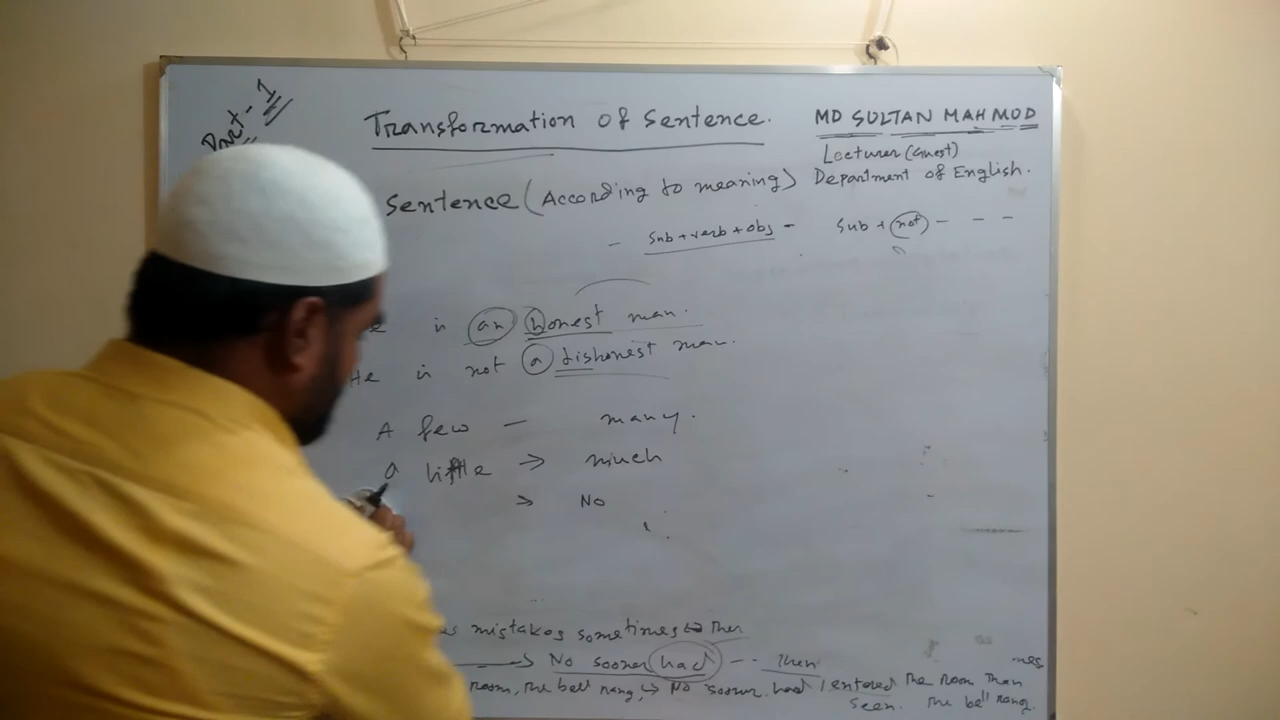 Part-1
Transformation of Sentence.
MD SULTAN MAHMOD
Lecturer (Guest)
Department of English.
Sentence (According to meaning)
- Sub + verb + obj - Sub + not - - -
is an honest man.
He is not a dishonest man.
A few - many.
a little → much
→ No
mistakes sometimes
→ No sooner had -- Then
room, the bell rang, → No sooner had I entered the room Than
seen. the bell rang.